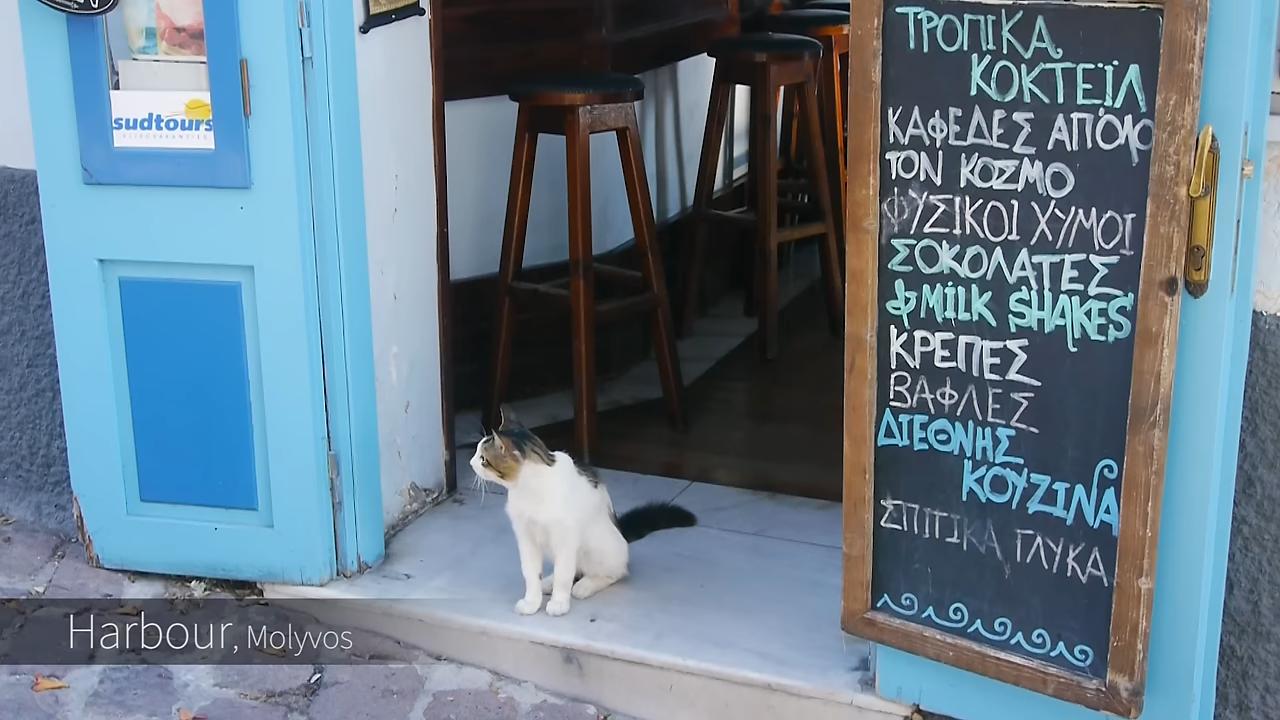 sudtours
ΤΡΟΠΙΚΑ
ΚΟΚΤΕΪΛ
ΚΑΦΕΔΕΣ ΑΠ'ΟΛΟ
ΤΟΝ ΚΟΣΜΟ
ΦΥΣΙΚΟΙ ΧΥΜΟΙ
ΣΟΚΟΛΑΤΕΣ
& MILK SHAKES
ΚΡΕΠΕΣ
ΒΑΦΛΕΣ
ΔΙΕΘΝΗΣ
ΚΟΥΖΙΝΑ
ΣΠΙΤΙΚΑ ΓΛΥΚΑ
Harbour, Molyvos